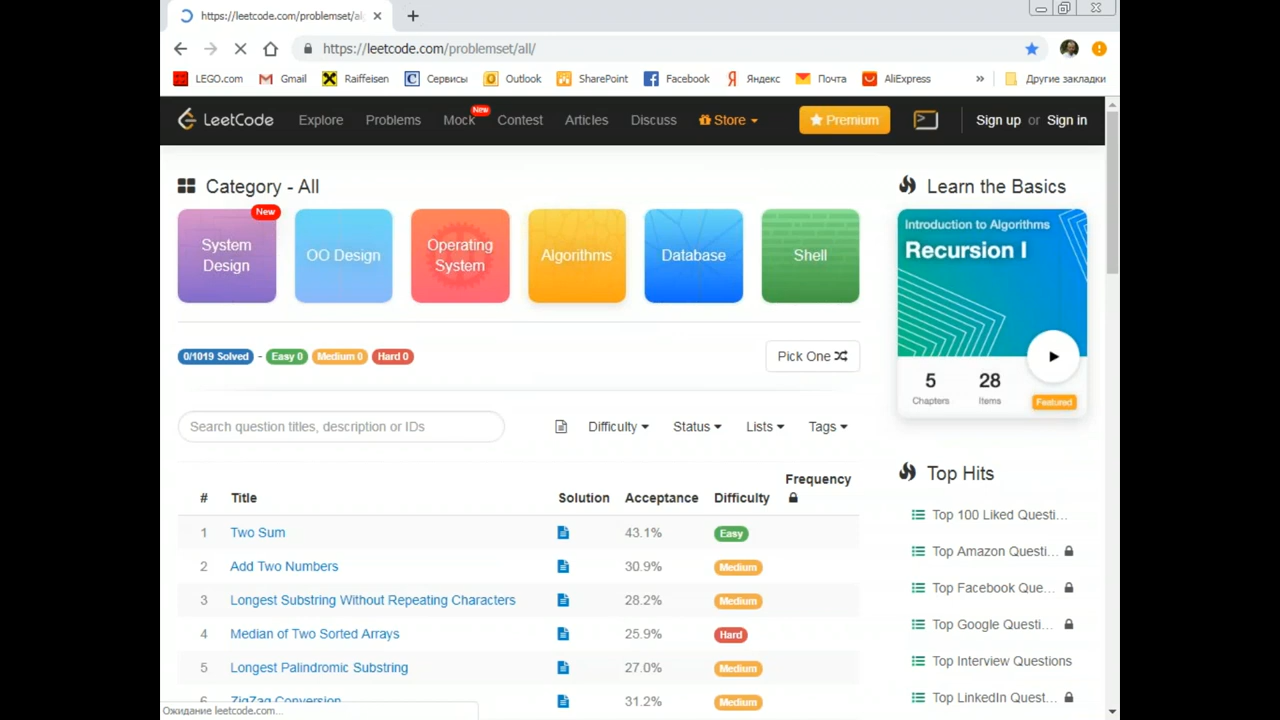 https://leetcode.com/problemset/al
https://leetcode.com/problemset/all/
LEGO.com Gmail Raiffeisen Сервисы Outlook SharePoint Facebook Яндекс Почта AliExpress » Другие закладки
LeetCode Explore Problems Mock New Contest Articles Discuss Store Premium Sign up or Sign in
Category - All
New
System Design
OO Design
Operating System
Algorithms
Database
Shell
0/1019 Solved - Easy 0 Medium 0 Hard 0
Pick One
Search question titles, description or IDs
Difficulty Status Lists Tags
# Title Solution Acceptance Difficulty Frequency
1 Two Sum 43.1% Easy
2 Add Two Numbers 30.9% Medium
3 Longest Substring Without Repeating Characters 28.2% Medium
4 Median of Two Sorted Arrays 25.9% Hard
5 Longest Palindromic Substring 27.0% Medium
6 ZigZag Conversion 31.2% Medium
Learn the Basics
Introduction to Algorithms
Recursion I
5 28
Chapters Items Featured
Top Hits
Top 100 Liked Questi...
Top Amazon Questi...
Top Facebook Que...
Top Google Questi...
Top Interview Questions
Top LinkedIn Quest...
Ожидание leetcode.com...